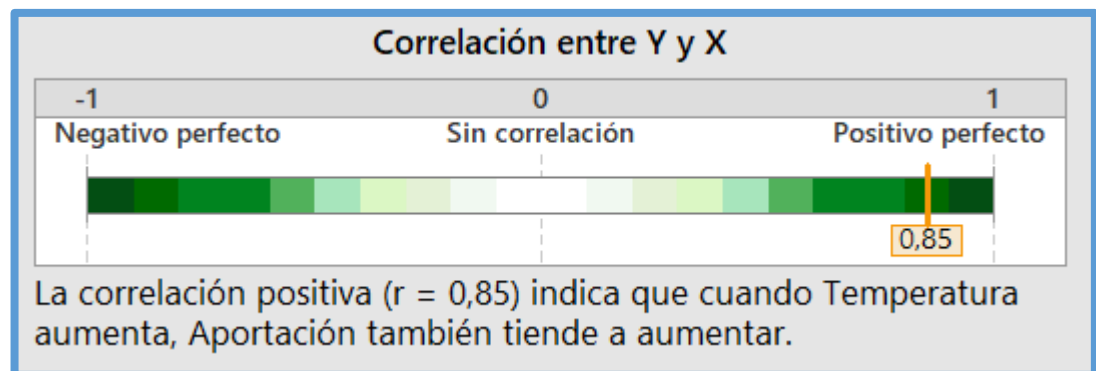 Correlación entre Y y X
-1 0 1
Negativo perfecto Sin correlación Positivo perfecto
0,85
La correlación positiva (r = 0,85) indica que cuando Temperatura
aumenta, Aportación también tiende a aumentar.